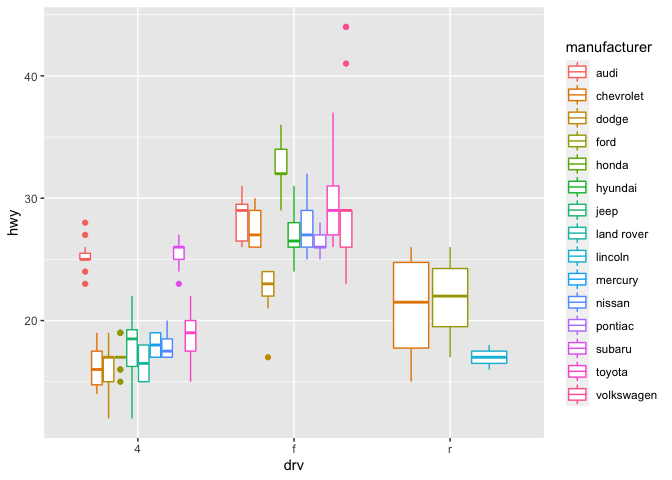 hwy
40
30
20
4
f
r
drv
manufacturer
audi
chevrolet
dodge
ford
honda
hyundai
jeep
land rover
lincoln
mercury
nissan
pontiac
subaru
toyota
volkswagen